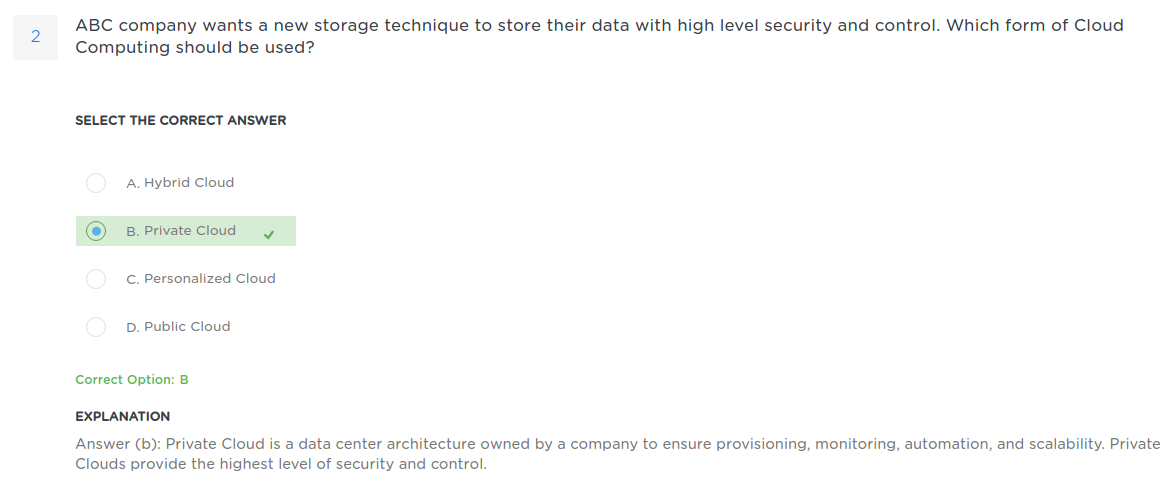 2
ABC company wants a new storage technique to store their data with high level security and control. Which form of Cloud
Computing should be used?
SELECT THE CORRECT ANSWER
A. Hybrid Cloud
B. Private Cloud
C. Personalized Cloud
D. Public Cloud
Correct Option: B
EXPLANATION
Answer (b): Private Cloud is a data center architecture owned by a company to ensure provisioning, monitoring, automation, and scalability. Private
Clouds provide the highest level of security and control.